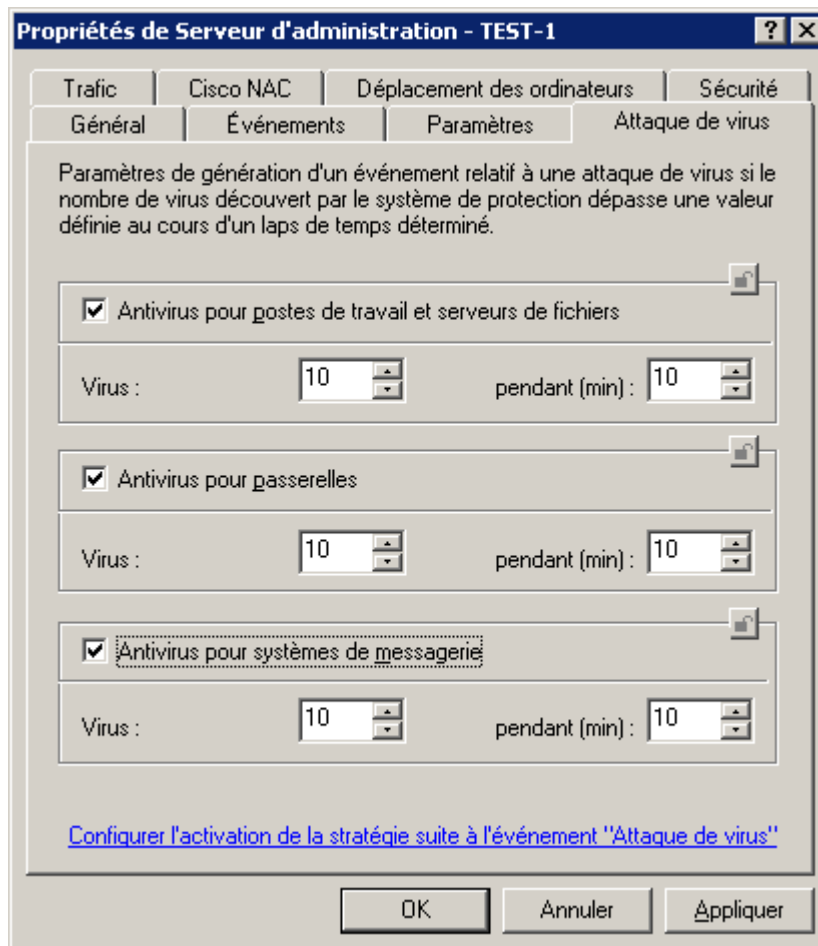 Propriétés de Serveur d'administration - TEST-1
Trafic Cisco NAC Déplacement des ordinateurs Sécurité
Général Événements Paramètres Attaque de virus
Paramètres de génération d'un événement relatif à une attaque de virus si le
nombre de virus découvert par le système de protection dépasse une valeur
définie au cours d'un laps de temps déterminé.
Antivirus pour postes de travail et serveurs de fichiers
Virus : 10 pendant (min) : 10
Antivirus pour passerelles
Virus : 10 pendant (min) : 10
Antivirus pour systèmes de messagerie
Virus : 10 pendant (min) : 10
Configurer l'activation de la stratégie suite à l'événement "Attaque de virus"
OK Annuler Appliquer